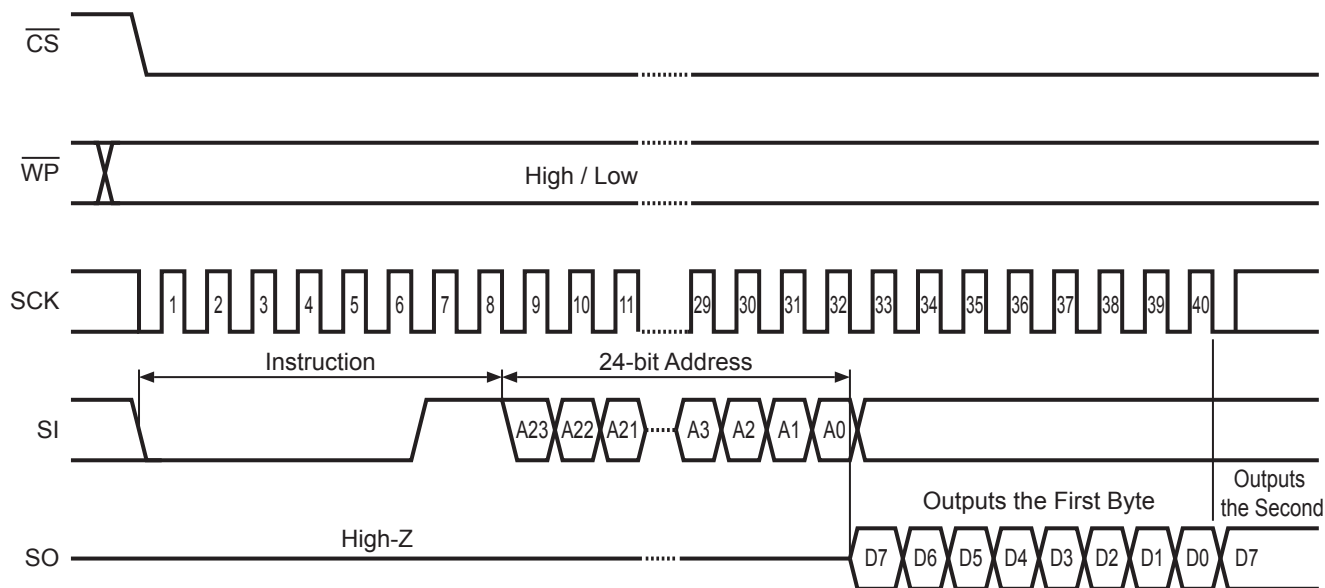 CS
WP
High / Low
SCK
1 2 3 4 5 6 7 8 9 10 11 29 30 31 32 33 34 35 36 37 38 39 40
Instruction
24-bit Address
SI
A23 A22 A21 A3 A2 A1 A0
Outputs the First Byte
Outputs
the Second
High-Z
SO
D7 D6 D5 D4 D3 D2 D1 D0 D7